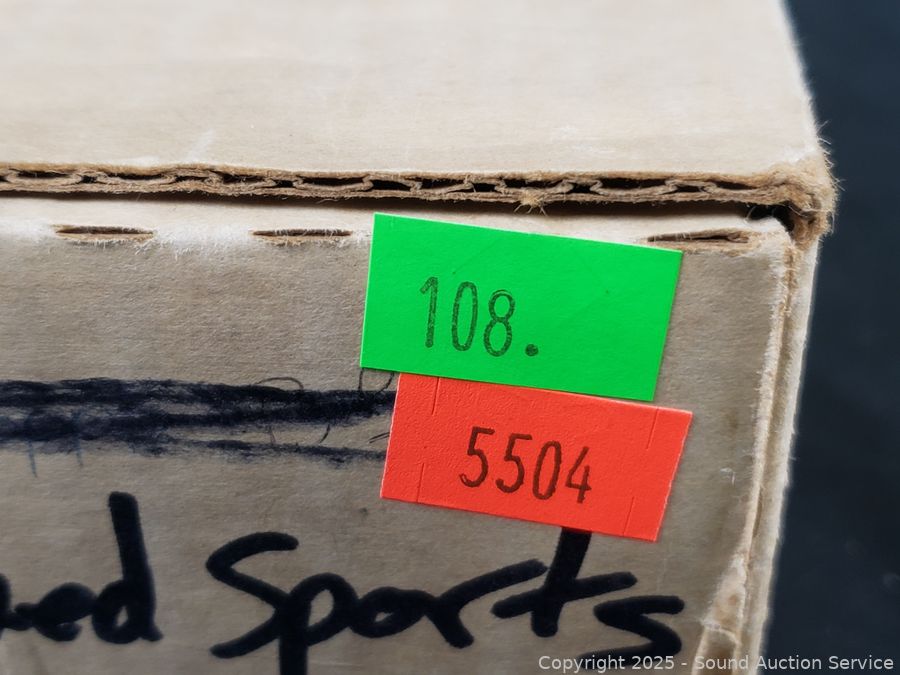 108.
5504
Sports
Copyright 2025 - Sound Auction Service